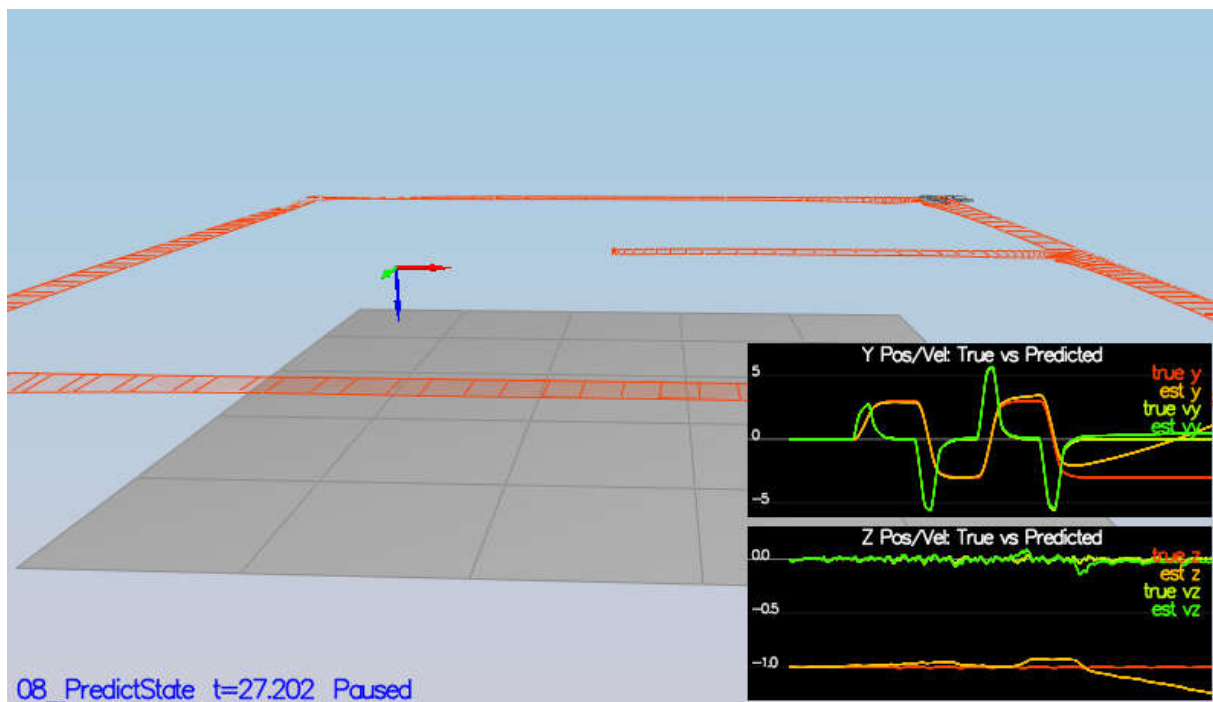 Y Pos/Vel: True vs Predicted
5
true y
est y
true vy
0
est vy
-5
Z Pos/Vel: True vs Predicted
0.0
true z
est z
true vz
-0.5
est vz
-1.0
08_PredictState t=27.202 Paused